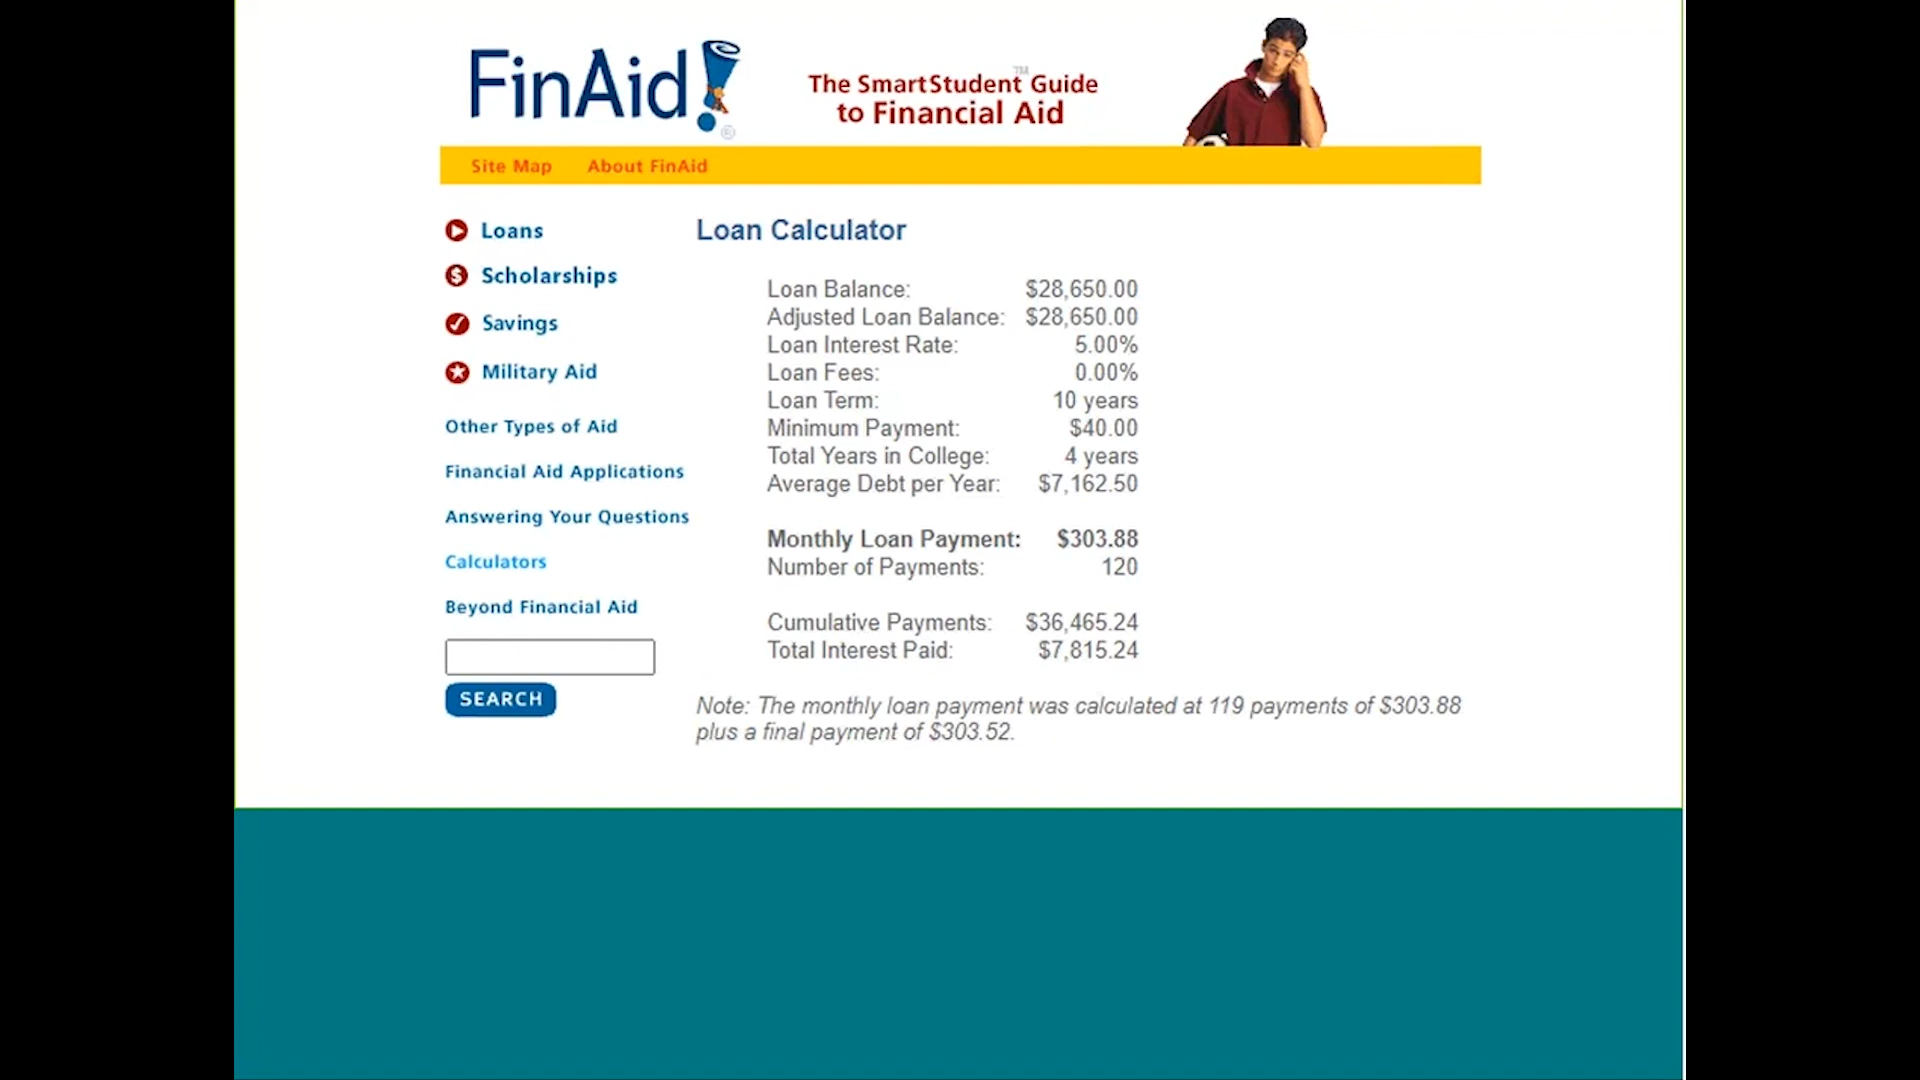 FinAid!
®
The SmartStudent™ Guide
to Financial Aid
Site Map About FinAid
Loans
Scholarships
Savings
Military Aid
Other Types of Aid
Financial Aid Applications
Answering Your Questions
Calculators
Beyond Financial Aid
SEARCH
Loan Calculator
Loan Balance: $28,650.00
Adjusted Loan Balance: $28,650.00
Loan Interest Rate: 5.00%
Loan Fees: 0.00%
Loan Term: 10 years
Minimum Payment: $40.00
Total Years in College: 4 years
Average Debt per Year: $7,162.50
Monthly Loan Payment: $303.88
Number of Payments: 120
Cumulative Payments: $36,465.24
Total Interest Paid: $7,815.24
Note: The monthly loan payment was calculated at 119 payments of $303.88
plus a final payment of $303.52.